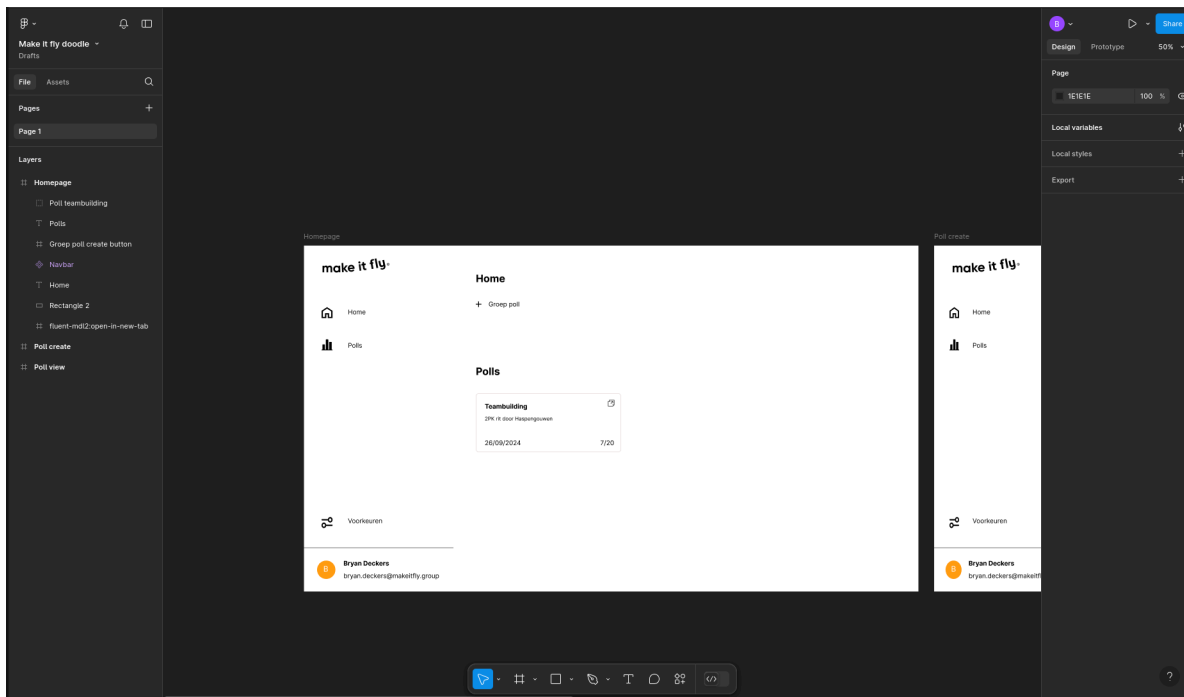 Make it fly doodle
Drafts
File Assets
Pages
Page 1
Layers
Homepage
Poll teambuilding
Polls
Groep poll create button
Navbar
Home
Rectangle 2
fluent-mdl2:open-in-new-tab
Poll create
Poll view
Homepage
make it fly®
Home
Polls
Voorkeuren
B
Bryan Deckers
bryan.deckers@makeitfly.group
Home
+ Groep poll
Polls
Teambuilding
2PK rit door Haspengouwen
26/09/2024 7/20
Poll create
make it fly®
Home
Polls
Voorkeuren
B
Bryan Deckers
bryan.deckers@makeitfl
B
Share
Design Prototype 50%
Page
1E1E1E 100 %
Local variables
Local styles
Export
?